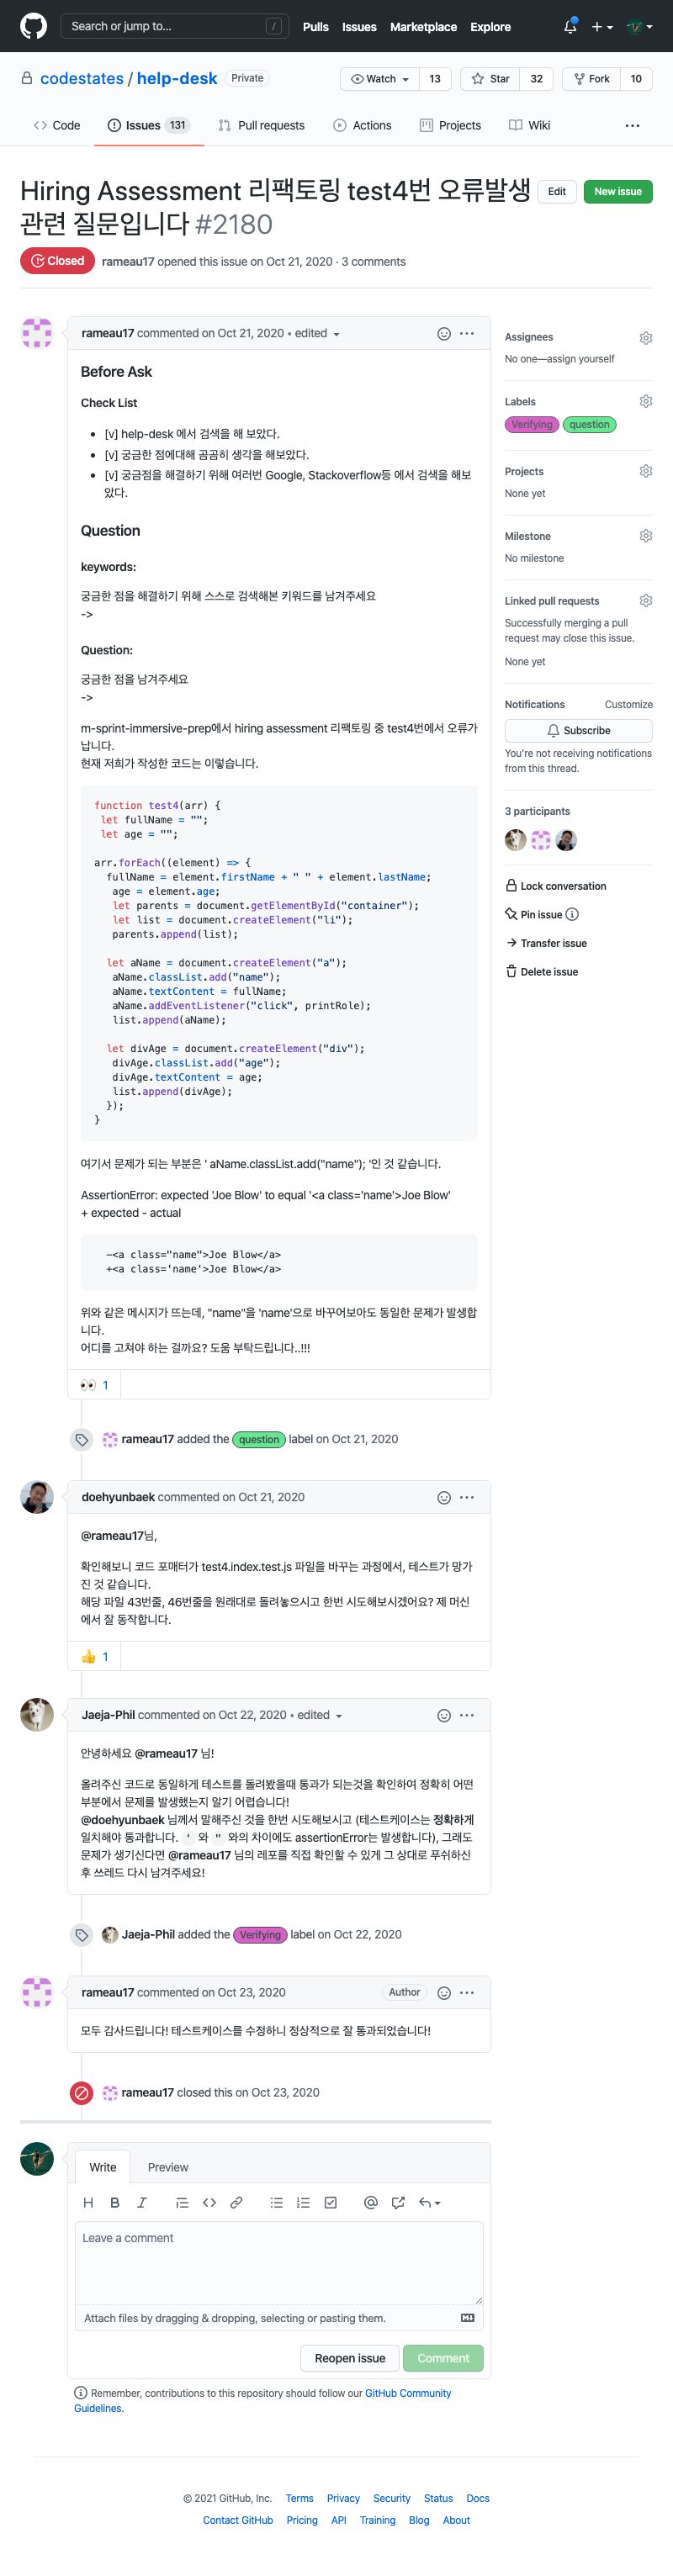 Search or jump to... /
Pulls Issues Marketplace Explore
codestates / help-desk Private
Watch 13 Star 32 Fork 10
Code Issues 131 Pull requests Actions Projects Wiki
Hiring Assessment 리팩토링 test4번 오류발생
관련 질문입니다 #2180
Edit New issue
Closed rameau17 opened this issue on Oct 21, 2020 · 3 comments
rameau17 commented on Oct 21, 2020 • edited
Before Ask
Check List
• [v] help-desk 에서 검색을 해 보았다.
• [v] 궁금한 점에대해 곰곰히 생각을 해보았다.
• [v] 궁금점을 해결하기 위해 여러번 Google, Stackoverflow등 에서 검색을 해보
았다.
Question
keywords:
궁금한 점을 해결하기 위해 스스로 검색해본 키워드를 남겨주세요
->
Question:
궁금한 점을 남겨주세요
->
m-sprint-immersive-prep에서 hiring assessment 리팩토링 중 test4번에서 오류가
납니다.
현재 저희가 작성한 코드는 이렇습니다.
function test4(arr) {
let fullName = "";
let age = "";
arr.forEach((element) => {
fullName = element.firstName + " " + element.lastName;
age = element.age;
let parents = document.getElementById("container");
let list = document.createElement("li");
parents.append(list);
let aName = document.createElement("a");
aName.classList.add("name");
aName.textContent = fullName;
aName.addEventListener("click", printRole);
list.append(aName);
let divAge = document.createElement("div");
divAge.classList.add("age");
divAge.textContent = age;
list.append(divAge);
});
}
여기서 문제가 되는 부분은 ' aName.classList.add("name"); '인 것 같습니다.
AssertionError: expected 'Joe Blow' to equal '<a class='name'>Joe Blow'
+ expected - actual
-<a class="name">Joe Blow</a>
+<a class='name'>Joe Blow</a>
위와 같은 메시지가 뜨는데, "name"을 'name'으로 바꾸어보아도 동일한 문제가 발생합
니다.
어디를 고쳐야 하는 걸까요? 도움 부탁드립니다..!!!
👀 1
rameau17 added the question label on Oct 21, 2020
doehyunbaek commented on Oct 21, 2020
@rameau17님,
확인해보니 코드 포매터가 test4.index.test.js 파일을 바꾸는 과정에서, 테스트가 망가
진 것 같습니다.
해당 파일 43번줄, 46번줄을 원래대로 돌려놓으시고 한번 시도해보시겠어요? 제 머신
에서 잘 동작합니다.
👍 1
Jaeja-Phil commented on Oct 22, 2020 • edited
안녕하세요 @rameau17 님!
올려주신 코드로 동일하게 테스트를 돌려봤을때 통과가 되는것을 확인하여 정확히 어떤
부분에서 문제를 발생했는지 알기 어렵습니다!
@doehyunbaek 님께서 말해주신 것을 한번 시도해보시고 (테스트케이스는 정확하게
일치해야 통과합니다. ' 와 " 와의 차이에도 assertionError는 발생합니다), 그래도
문제가 생기신다면 @rameau17 님의 레포를 직접 확인할 수 있게 그 상대로 푸쉬하신
후 쓰레드 다시 남겨주세요!
Jaeja-Phil added the Verifying label on Oct 22, 2020
rameau17 commented on Oct 23, 2020 Author
모두 감사드립니다! 테스트케이스를 수정하니 정상적으로 잘 통과되었습니다!
rameau17 closed this on Oct 23, 2020
Write Preview
H B I
Leave a comment
Attach files by dragging & dropping, selecting or pasting them.
Reopen issue Comment
Remember, contributions to this repository should follow our GitHub Community
Guidelines.
Assignees
No one—assign yourself
Labels
Verifying question
Projects
None yet
Milestone
No milestone
Linked pull requests
Successfully merging a pull
request may close this issue.
None yet
Notifications Customize
Subscribe
You're not receiving notifications
from this thread.
3 participants
Lock conversation
Pin issue
Transfer issue
Delete issue
© 2021 GitHub, Inc. Terms Privacy Security Status Docs
Contact GitHub Pricing API Training Blog About